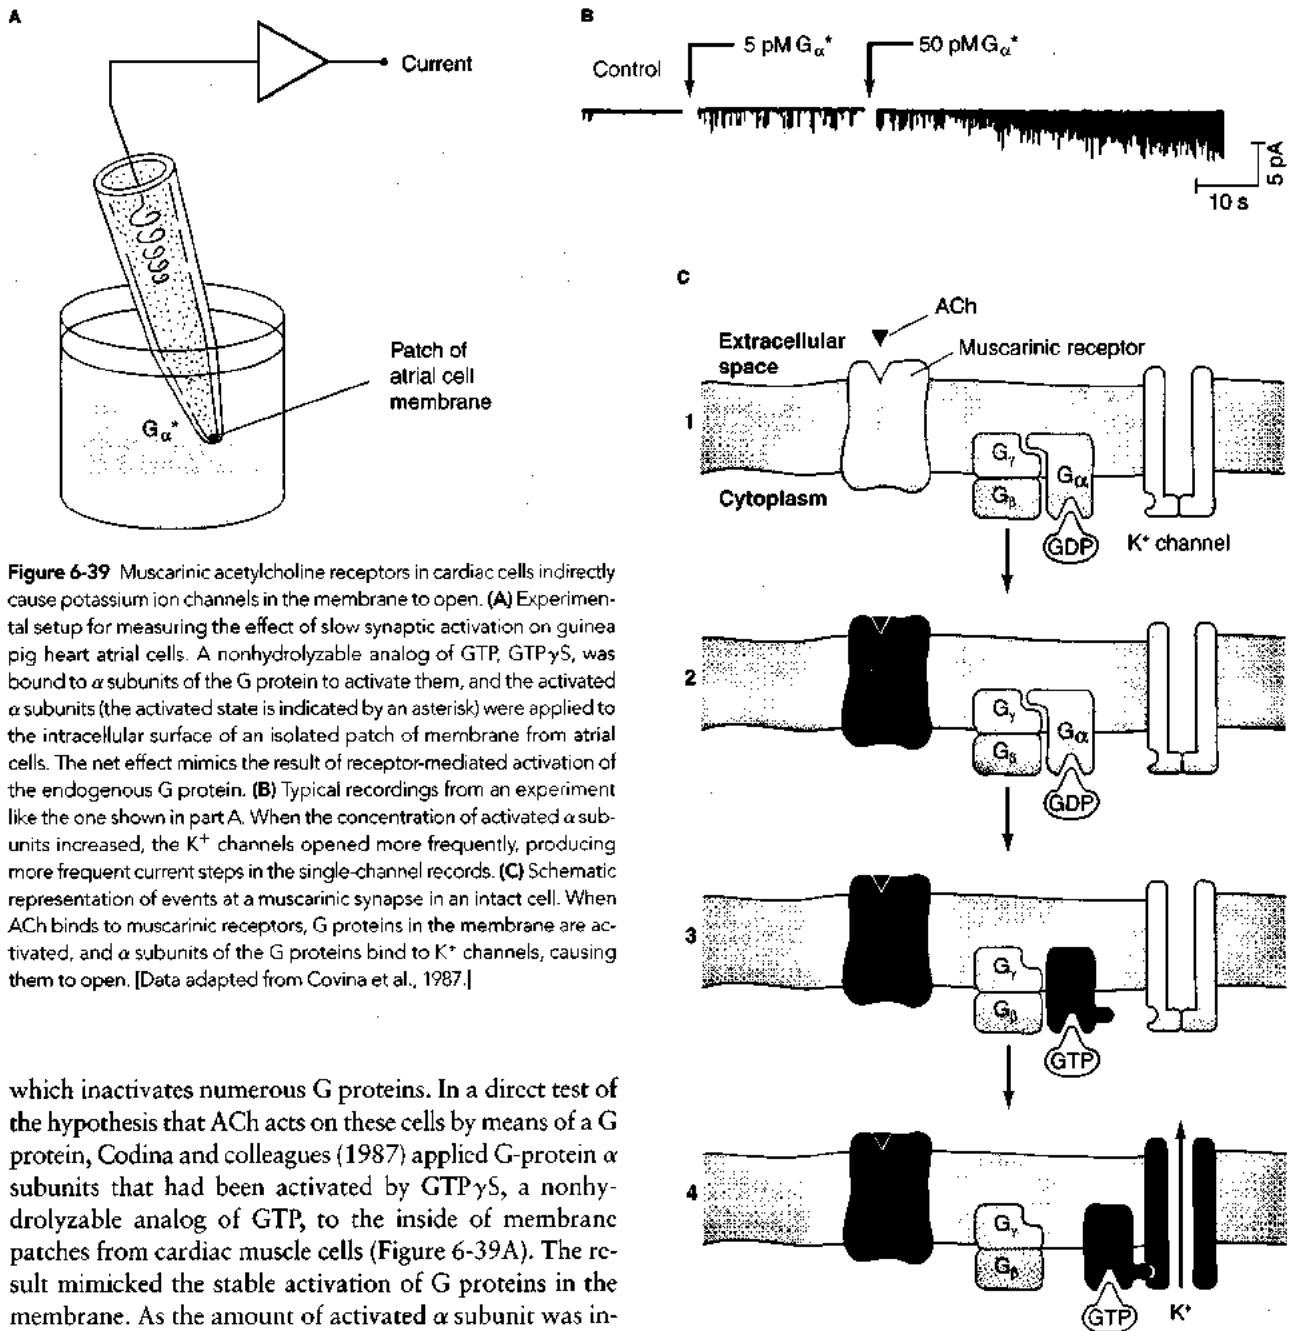 A
Current
Patch of
atrial cell
membrane
Gα*
B
Control
5 pM Gα*
50 pM Gα*
5 pA
10 s
Figure 6-39 Muscarinic acetylcholine receptors in cardiac cells indirectly
cause potassium ion channels in the membrane to open. (A) Experimen-
tal setup for measuring the effect of slow synaptic activation on guinea
pig heart atrial cells. A nonhydrolyzable analog of GTP, GTPγS, was
bound to α subunits of the G protein to activate them, and the activated
α subunits (the activated state is indicated by an asterisk) were applied to
the intracellular surface of an isolated patch of membrane from atrial
cells. The net effect mimics the result of receptor-mediated activation of
the endogenous G protein. (B) Typical recordings from an experiment
like the one shown in part A. When the concentration of activated α sub-
units increased, the K⁺ channels opened more frequently, producing
more frequent current steps in the single-channel records. (C) Schematic
representation of events at a muscarinic synapse in an intact cell. When
ACh binds to muscarinic receptors, G proteins in the membrane are ac-
tivated, and α subunits of the G proteins bind to K⁺ channels, causing
them to open. [Data adapted from Covina et al., 1987.]
which inactivates numerous G proteins. In a direct test of
the hypothesis that ACh acts on these cells by means of a G
protein, Codina and colleagues (1987) applied G-protein α
subunits that had been activated by GTPγS, a nonhy-
drolyzable analog of GTP, to the inside of membrane
patches from cardiac muscle cells (Figure 6-39A). The re-
sult mimicked the stable activation of G proteins in the
membrane. As the amount of activated α subunit was in-
C
ACh
Extracellular
space
Muscarinic receptor
1
Gγ
Gα
Gβ
Cytoplasm
GDP
K⁺ channel
2
Gγ
Gα
Gβ
GDP
3
Gγ
Gβ
GTP
4
Gγ
Gβ
GTP
K⁺